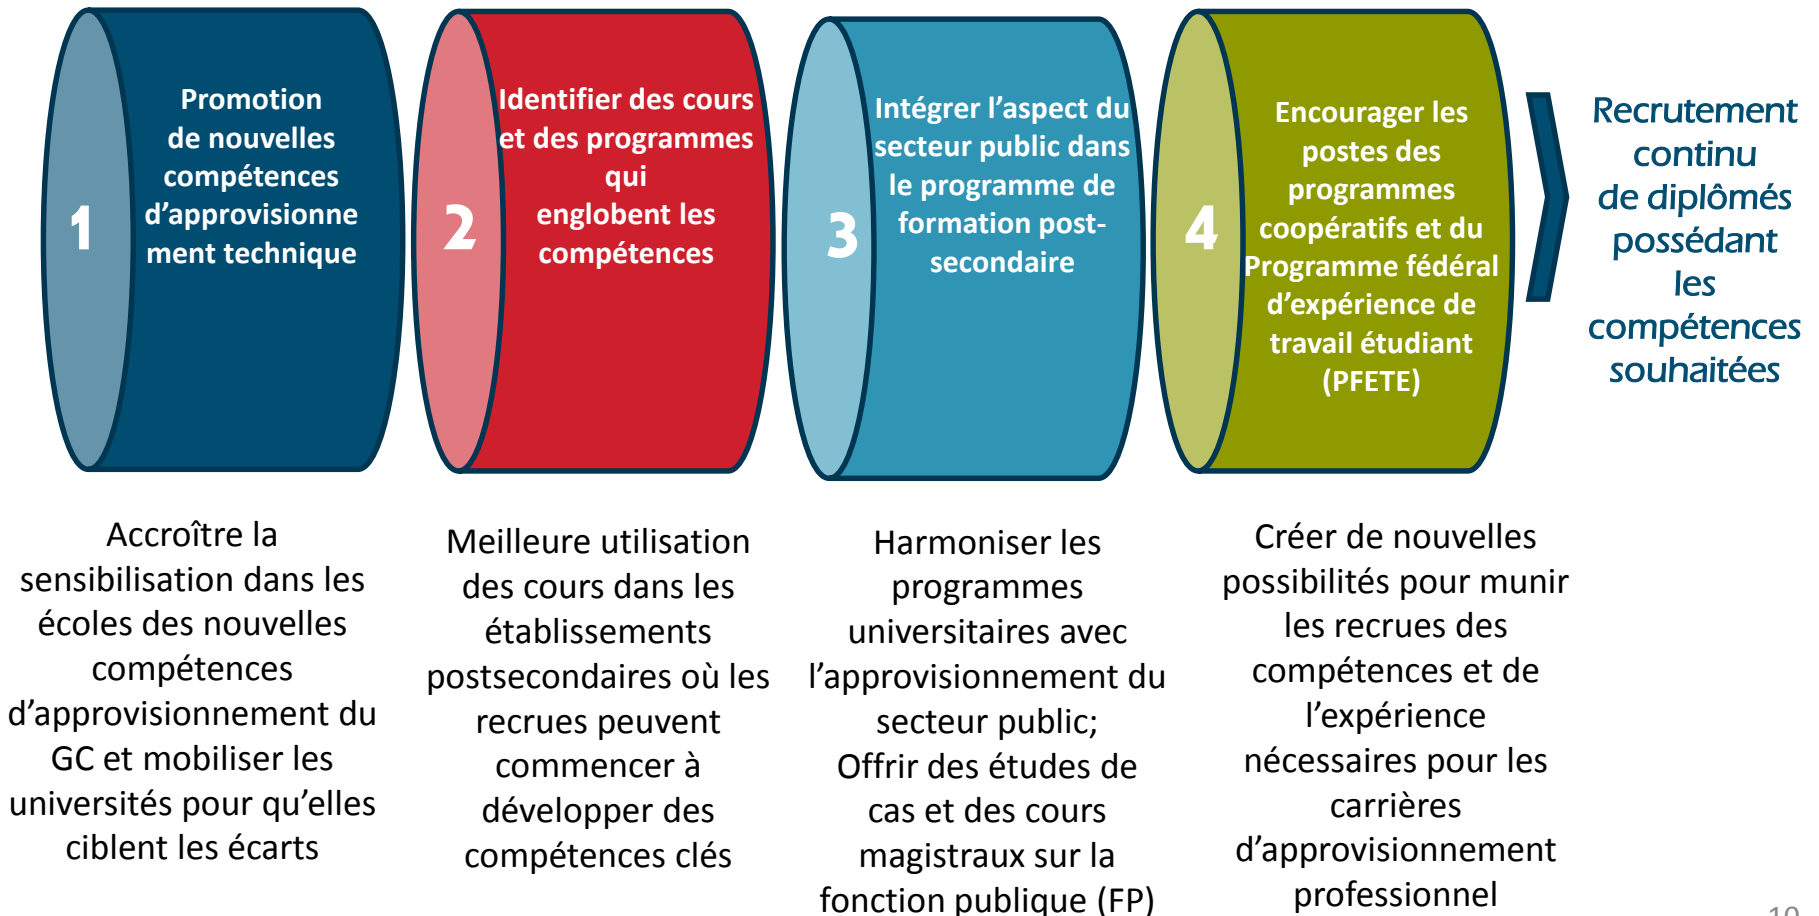 1
Promotion
de nouvelles
compétences
d’approvisionne
ment technique
2
Identifier des cours
et des programmes
qui
englobent les
compétences
3
Intégrer l’aspect du
secteur public dans
le programme de
formation post-
secondaire
4
Encourager les
postes des
programmes
coopératifs et du
Programme fédéral
d’expérience de
travail étudiant
(PFETE)
Recrutement
continu
de diplômés
possédant
les
compétences
souhaitées
Accroître la
sensibilisation dans les
écoles des nouvelles
compétences
d’approvisionnement du
GC et mobiliser les
universités pour qu’elles
ciblent les écarts
Meilleure utilisation
des cours dans les
établissements
postsecondaires où les
recrues peuvent
commencer à
développer des
compétences clés
Harmoniser les
programmes
universitaires avec
l’approvisionnement du
secteur public;
Offrir des études de
cas et des cours
magistraux sur la
fonction publique (FP)
Créer de nouvelles
possibilités pour munir
les recrues des
compétences et de
l’expérience
nécessaires pour les
carrières
d’approvisionnement
professionnel